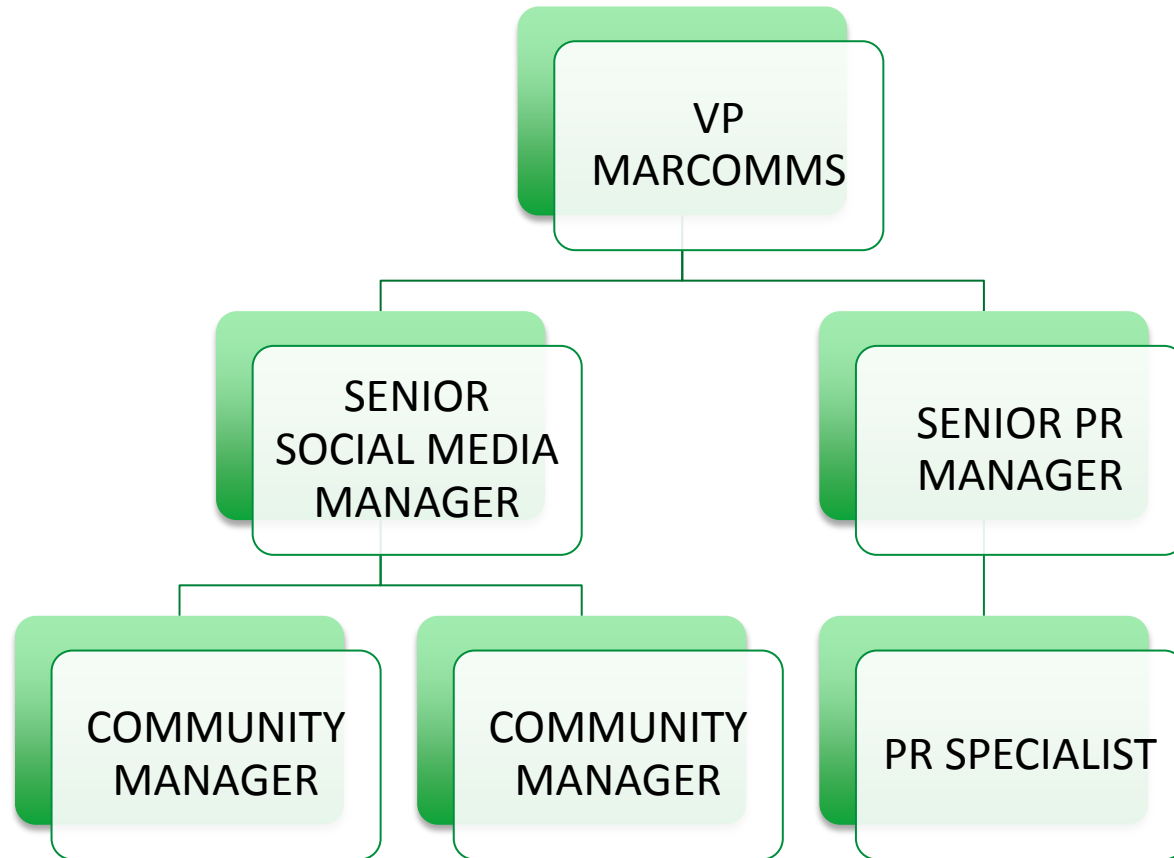 VP
MARCOMMS
SENIOR
SOCIAL MEDIA
MANAGER
SENIOR PR
MANAGER
COMMUNITY
MANAGER
COMMUNITY
MANAGER
PR SPECIALIST